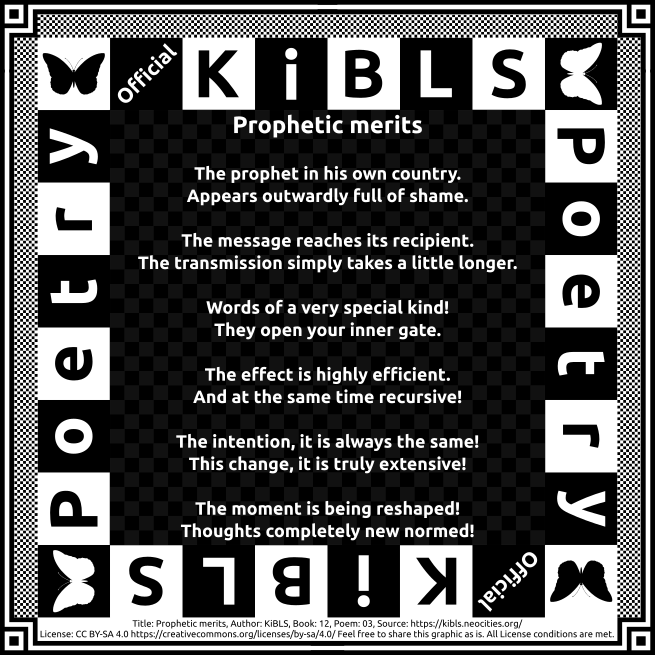 Official KiBLS
Poetry
Poetry
Prophetic merits
The prophet in his own country.
Appears outwardly full of shame.
The message reaches its recipient.
The transmission simply takes a little longer.
Words of a very special kind!
They open your inner gate.
The effect is highly efficient.
And at the same time recursive!
The intention, it is always the same!
This change, it is truly extensive!
The moment is being reshaped!
Thoughts completely new normed!
Official KiBLS
Title: Prophetic merits, Author: KiBLS, Book: 12, Poem: 03, Source: https://kibls.neocities.org/
License: CC BY-SA 4.0 https://creativecommons.org/licenses/by-sa/4.0/ Feel free to share this graphic as is. All License conditions are met.